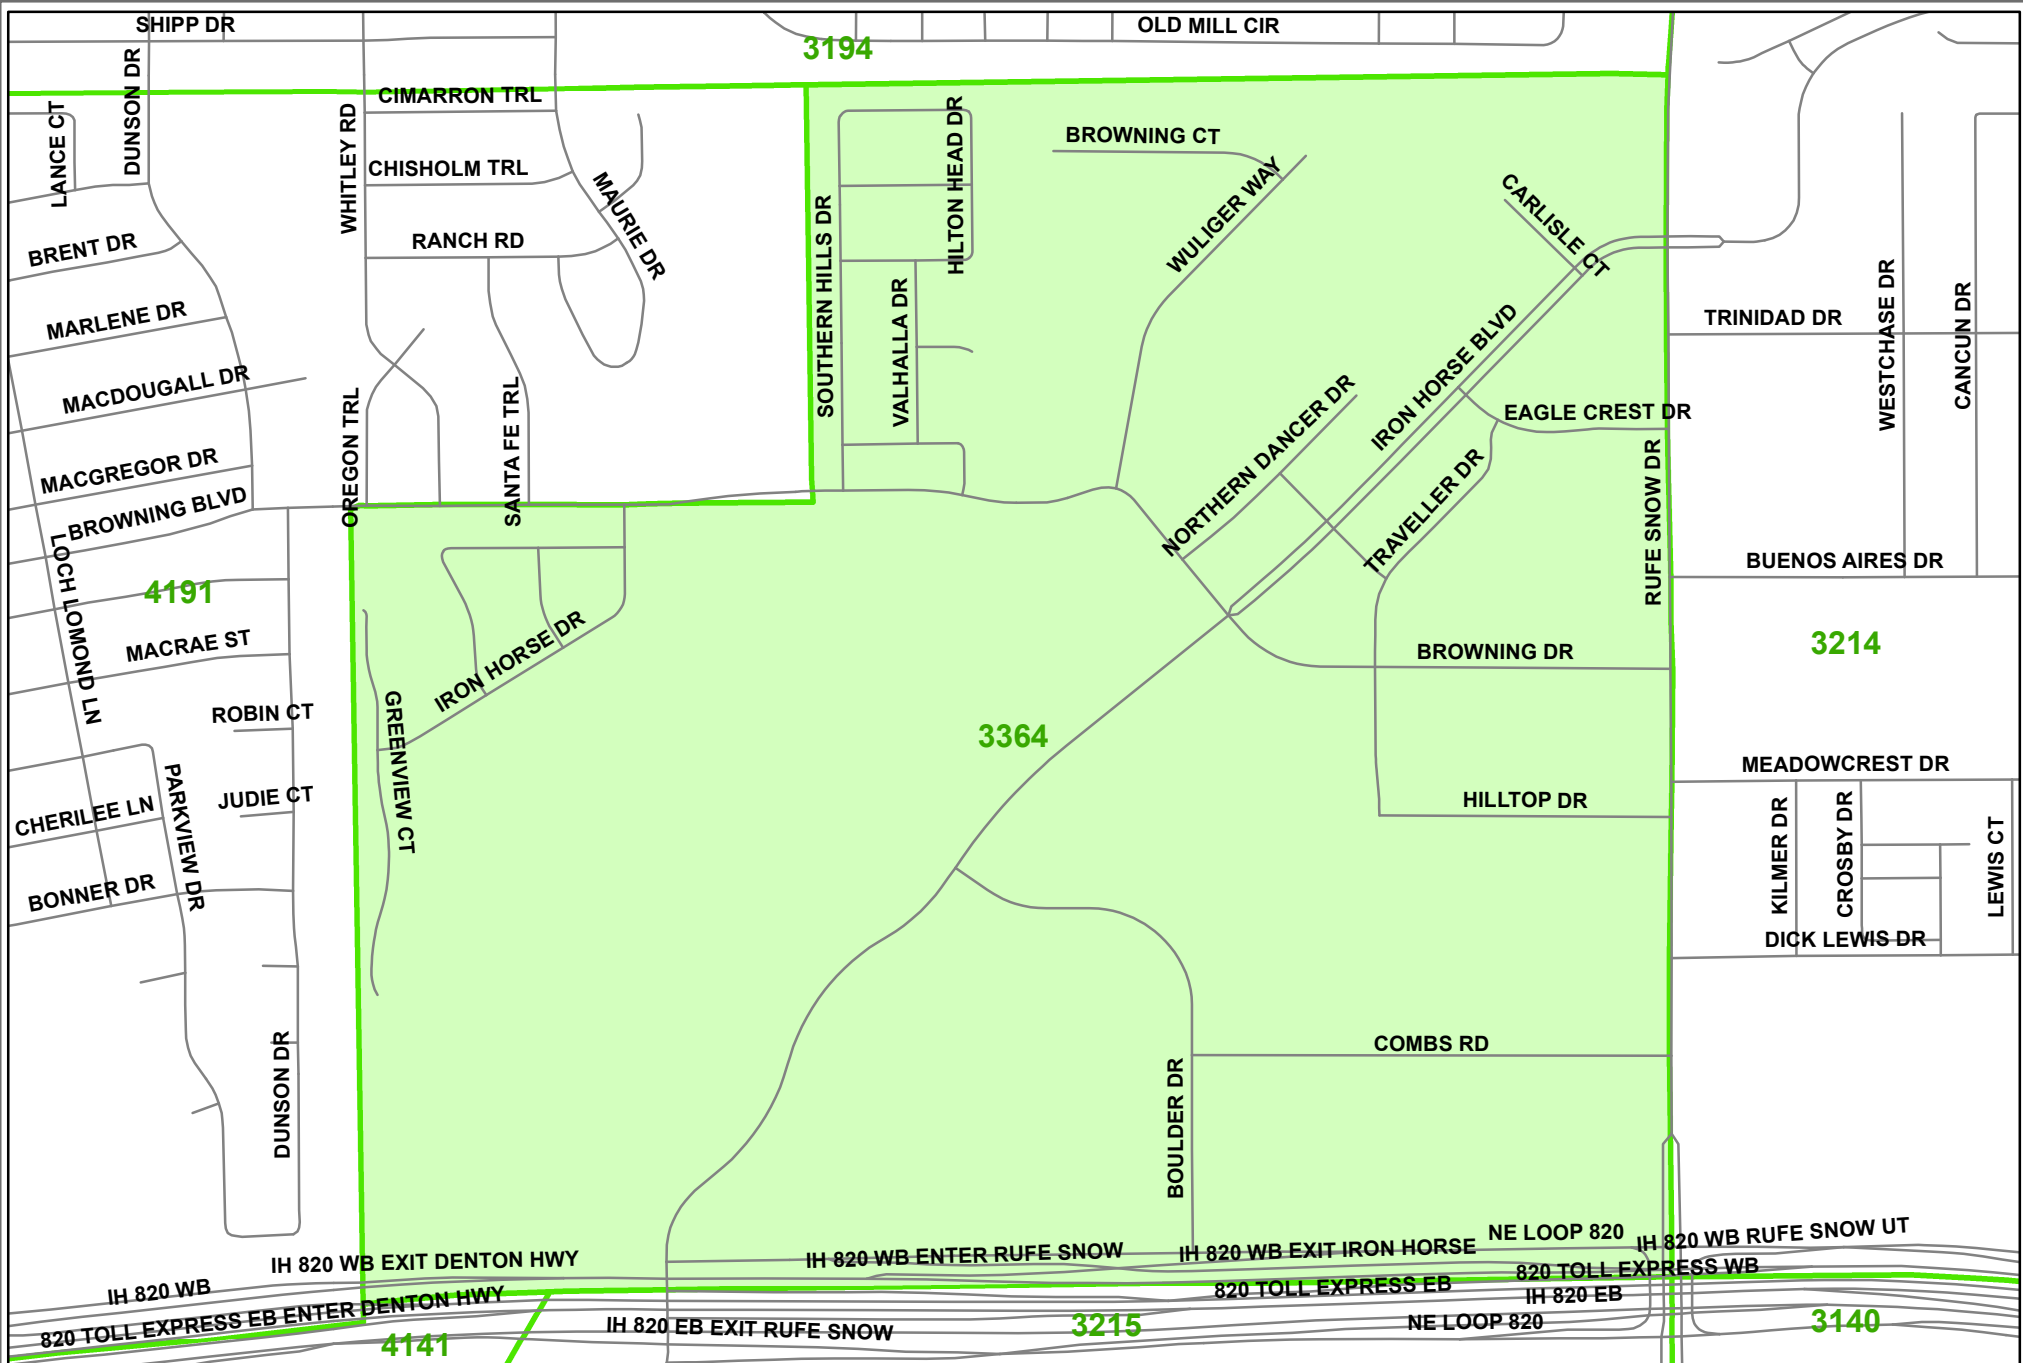 SHIPP DR
OLD MILL CIR
3194
DUNSON DR
LANCE CT
CIMARRON TRL
WHITLEY RD
CHISHOLM TRL
MAURIE DR
RANCH RD
BRENT DR
MARLENE DR
MACDOUGALL DR
MACGREGOR DR
BROWNING BLVD
OREGON TRL
SANTA FE TRL
SOUTHERN HILLS DR
HILTON HEAD DR
VALHALLA DR
BROWNING CT
WULIGER WAY
CARLISLE CT
IRON HORSE BLVD
NORTHERN DANCER DR
EAGLE CREST DR
TRAVELLER DR
RUFE SNOW DR
TRINIDAD DR
WESTCHASE DR
CANCUN DR
BUENOS AIRES DR
LOCH LOMOND LN
4191
MACRAE ST
IRON HORSE DR
GREENVIEW CT
ROBIN CT
JUDIE CT
PARKVIEW DR
CHERILEE LN
BONNER DR
DUNSON DR
3364
BROWNING DR
HILLTOP DR
3214
MEADOWCREST DR
KILMER DR
CROSBY DR
LEWIS CT
DICK LEWIS DR
COMBS RD
BOULDER DR
NE LOOP 820
IH 820 WB RUFE SNOW UT
IH 820 WB EXIT DENTON HWY
IH 820 WB ENTER RUFE SNOW
IH 820 WB EXIT IRON HORSE
820 TOLL EXPRESS WB
IH 820 WB
820 TOLL EXPRESS EB
IH 820 EB
820 TOLL EXPRESS EB ENTER DENTON HWY
IH 820 EB EXIT RUFE SNOW
3215
NE LOOP 820
3140
4141